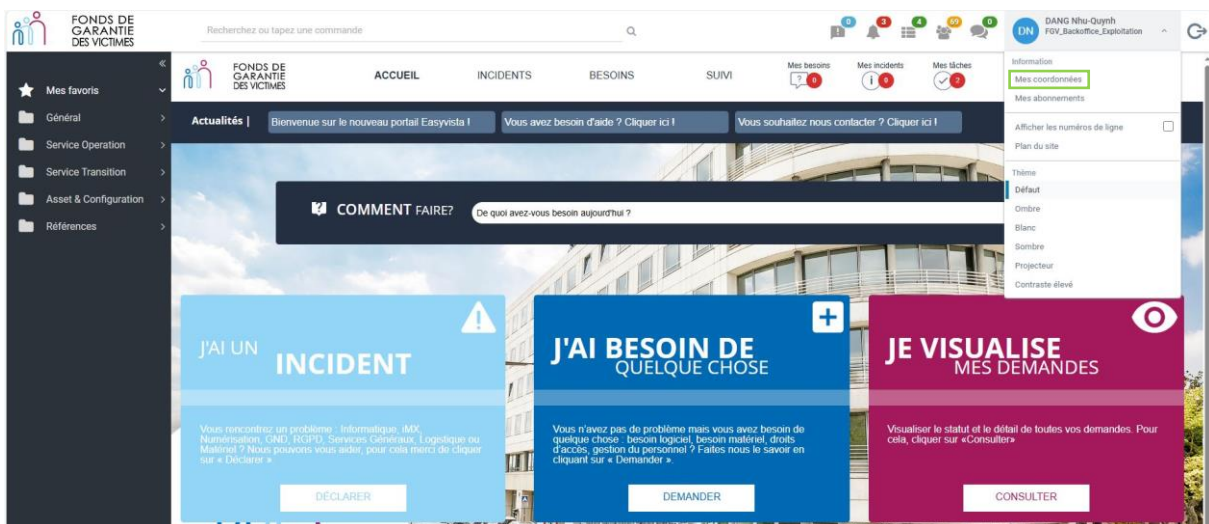 FONDS DE
GARANTIE
DES VICTIMES
Recherchez ou tapez une commande
0
3
4
69
0
DN
DANG Nhu-Quynh
FGV_Backoffice_Exploitation
Mes favoris
Général
Service Operation
Service Transition
Asset & Configuration
Références
FONDS DE
GARANTIE
DES VICTIMES
ACCUEIL
INCIDENTS
BESOINS
SUIVI
Mes besoins
0
Mes incidents
0
Mes tâches
2
Information
Mes coordonnées
Mes abonnements
Afficher les numéros de ligne
Plan du site
Thème
Défaut
Ombre
Blanc
Sombre
Projecteur
Contraste élevé
Actualités |
Bienvenue sur le nouveau portail Easyvista !
Vous avez besoin d'aide ? Cliquer ici !
Vous souhaitez nous contacter ? Cliquer ici !
COMMENT FAIRE?
De quoi avez-vous besoin aujourd'hui ?
J'AI UN
INCIDENT
Vous rencontrez un problème : Informatique, iMX,
Numérisation, GND, RGPD, Services Généraux, Logestique ou
Matériel ? Nous pouvons vous aider, pour cela merci de cliquer
sur « Déclarer ».
DÉCLARER
J'AI BESOIN DE
QUELQUE CHOSE
Vous n'avez pas de problème mais vous avez besoin de
quelque chose : besoin logiciel, besoin matériel, droits
d'accès, gestion du personnel ? Faites nous le savoir en
cliquant sur « Demander ».
DEMANDER
JE VISUALISE
MES DEMANDES
Visualiser le statut et le détail de toutes vos demandes. Pour
cela, cliquer sur «Consulter»
CONSULTER